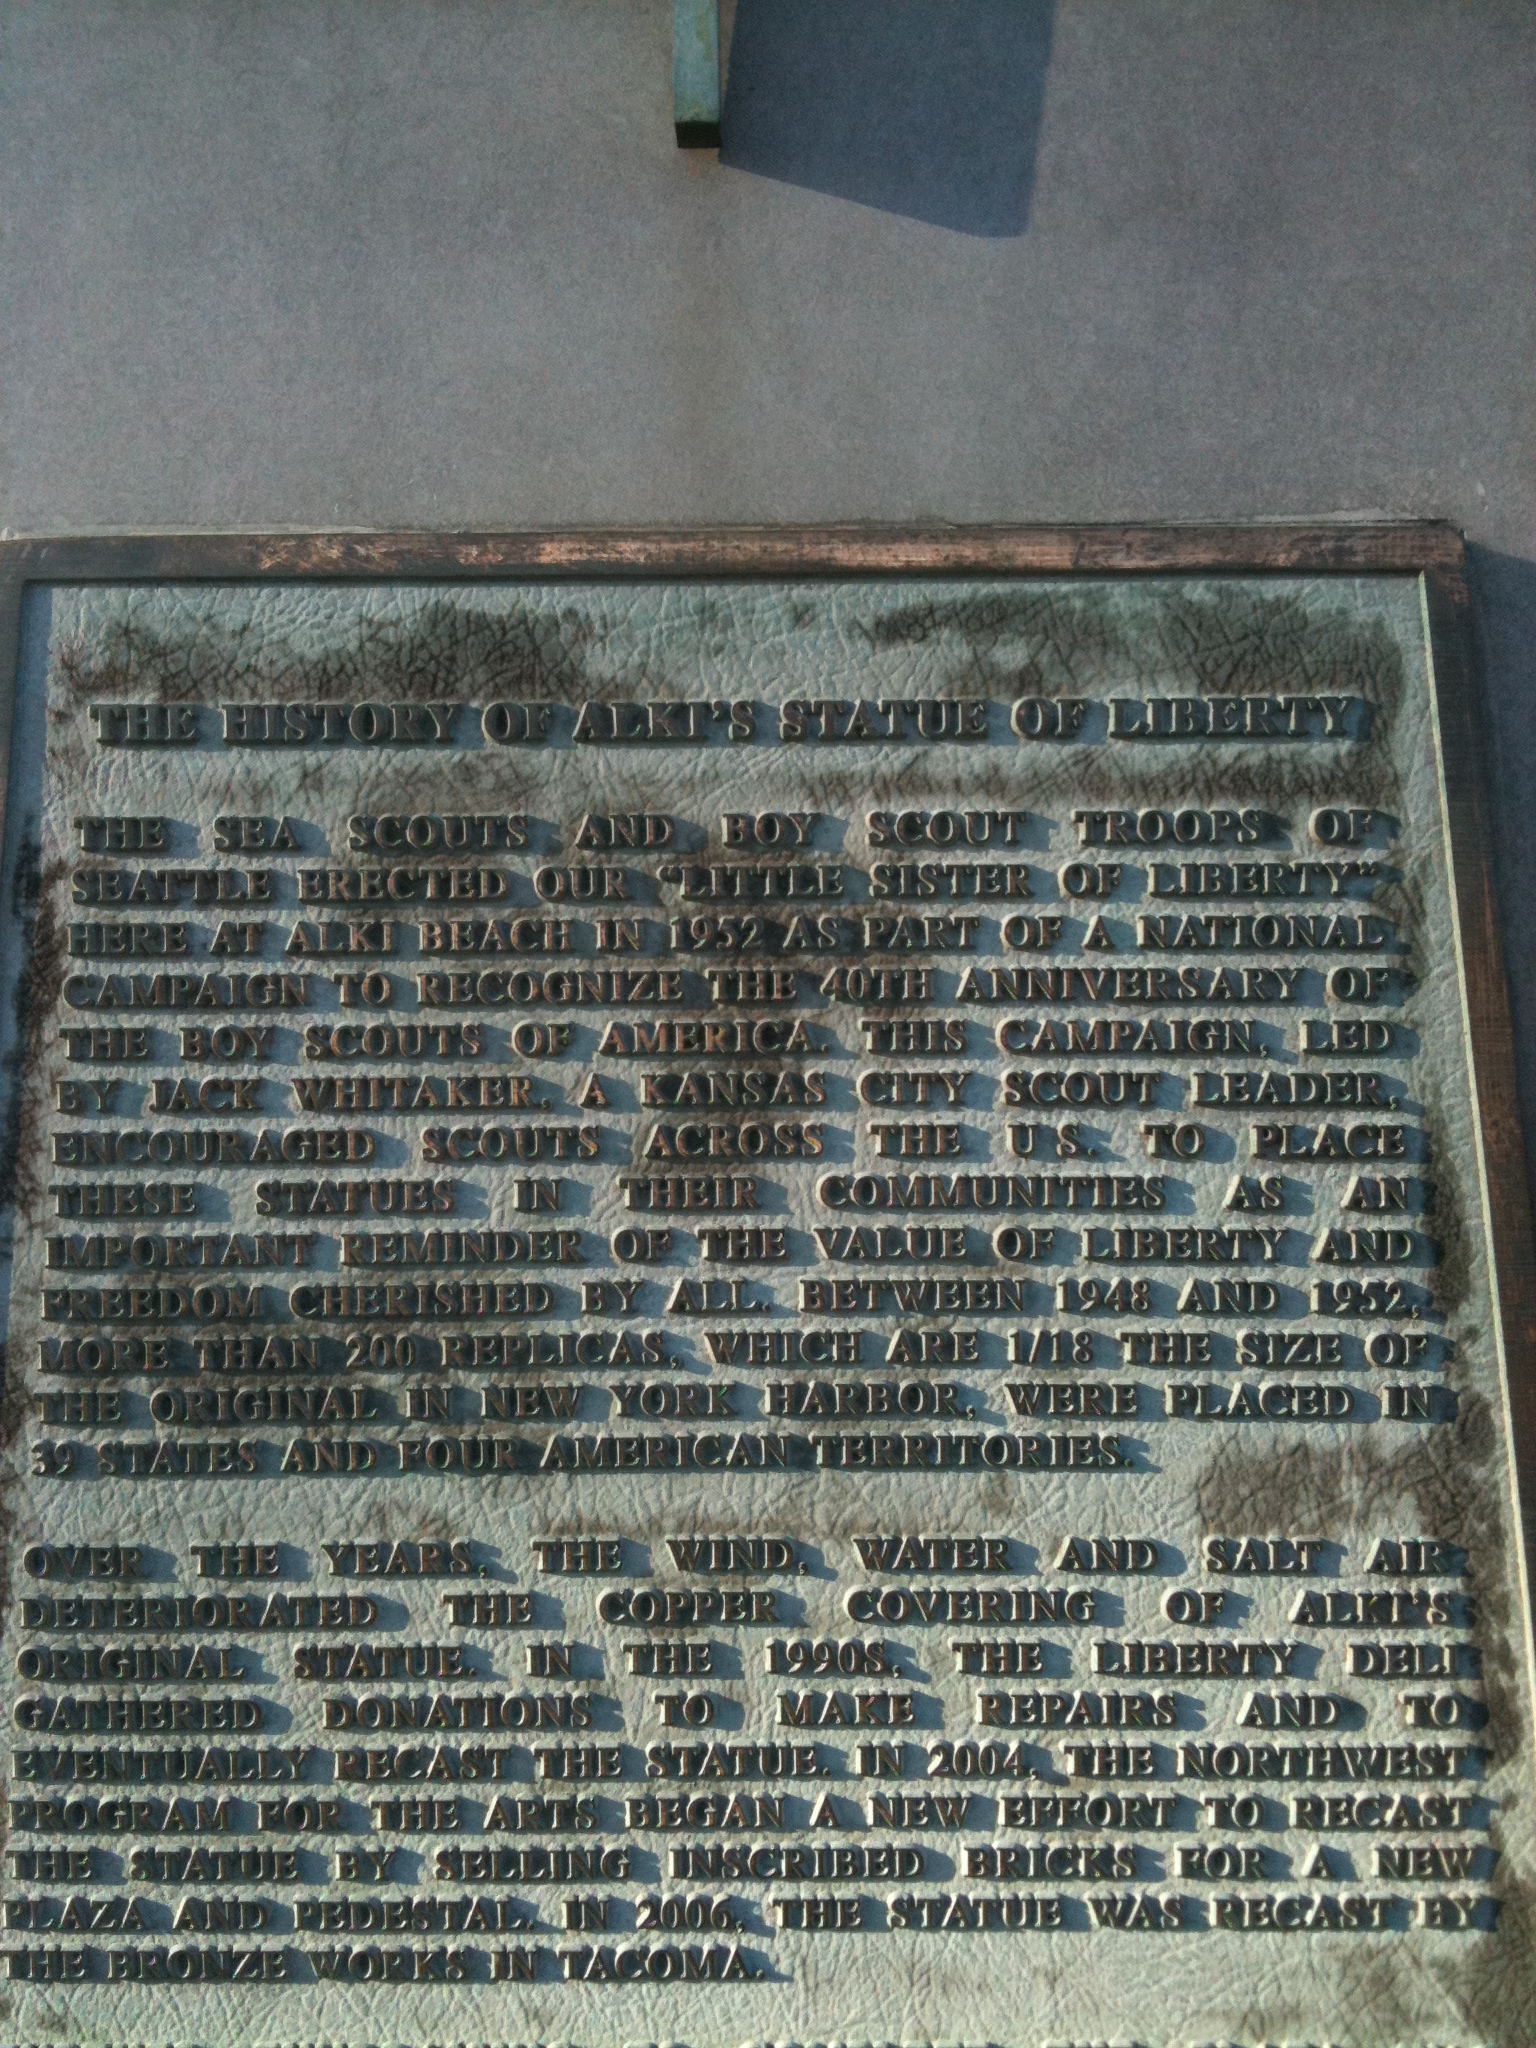 THE HISTORY OF ALKI'S STATUE OF LIBERTY
THE SEA SCOUTS AND BOY SCOUT TROOPS OF
SEATTLE ERECTED OUR "LITTLE SISTER OF LIBERTY"
HERE AT ALKI BEACH IN 1952 AS PART OF A NATIONAL
CAMPAIGN TO RECOGNIZE THE 40TH ANNIVERSARY OF
THE BOY SCOUTS OF AMERICA. THIS CAMPAIGN, LED
BY JACK WHITAKER, A KANSAS CITY SCOUT LEADER,
ENCOURAGED SCOUTS ACROSS THE U.S. TO PLACE
THESE STATUES IN THEIR COMMUNITIES AS AN
IMPORTANT REMINDER OF THE VALUE OF LIBERTY AND
FREEDOM CHERISHED BY ALL. BETWEEN 1948 AND 1952,
MORE THAN 200 REPLICAS, WHICH ARE 1/18 THE SIZE OF
THE ORIGINAL IN NEW YORK HARBOR, WERE PLACED IN
39 STATES AND FOUR AMERICAN TERRITORIES.
OVER THE YEARS, THE WIND, WATER AND SALT AIR
DETERIORATED THE COPPER COVERING OF ALKI'S
ORIGINAL STATUE. IN THE 1990S, THE LIBERTY DELI
GATHERED DONATIONS TO MAKE REPAIRS AND TO
EVENTUALLY RECAST THE STATUE. IN 2004, THE NORTHWEST
PROGRAM FOR THE ARTS BEGAN A NEW EFFORT TO RECAST
THE STATUE BY SELLING INSCRIBED BRICKS FOR A NEW
PLAZA AND PEDESTAL. IN 2006, THE STATUE WAS RECAST BY
THE BRONZE WORKS IN TACOMA.